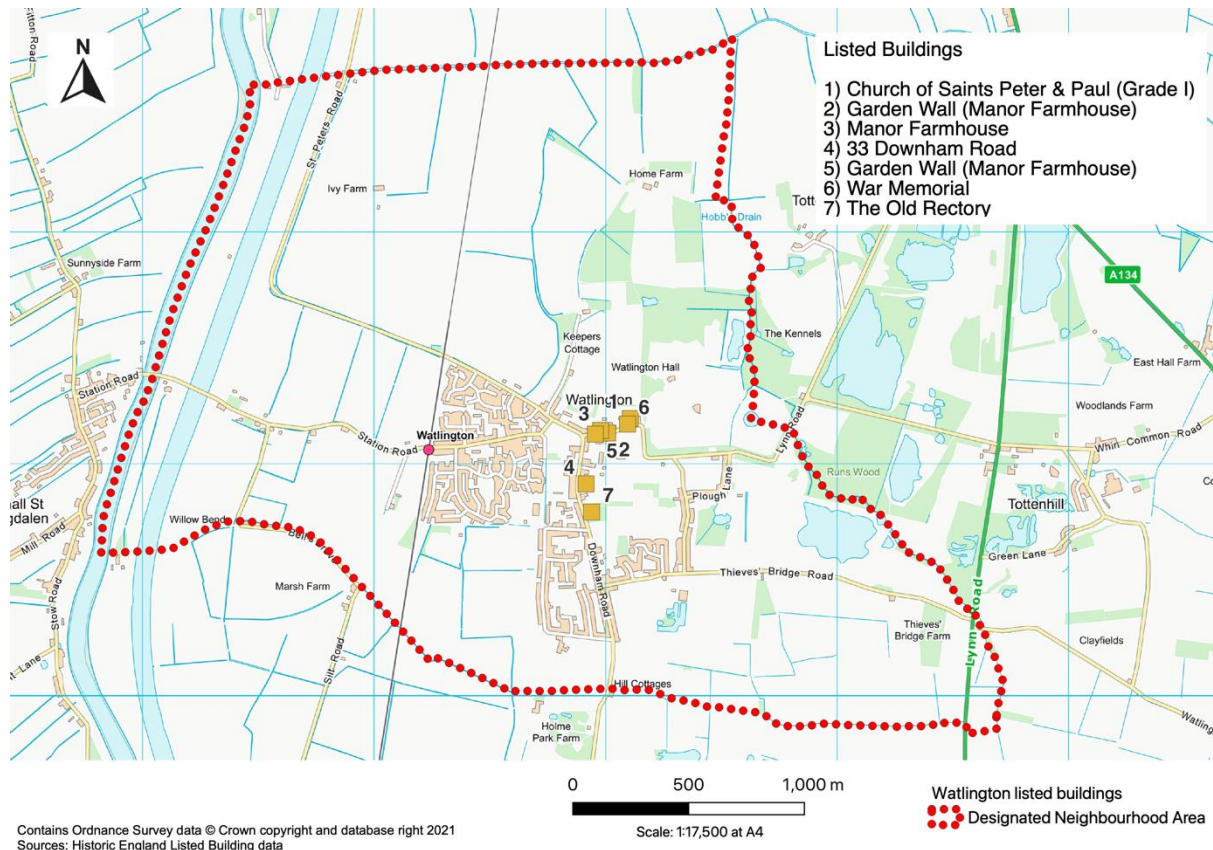 N
Listed Buildings
1) Church of Saints Peter & Paul (Grade I)
2) Garden Wall (Manor Farmhouse)
3) Manor Farmhouse
4) 33 Downham Road
5) Garden Wall (Manor Farmhouse)
6) War Memorial
7) The Old Rectory
Road
St. Peters Road
Ivy Farm
Home Farm
Hobb's Drain
A134
Sunnyside Farm
The Kennels
Keepers
Cottage
Watlington Hall
East Hall Farm
Woodlands Farm
Station Road
Watlington
1
6
3
5
2
Whin Common Road
Lynn Road
Station Road
Watlington
4
Plough Lane
Runs Wood
7
Tottenhill
Mill Road
Willow Bend
Green Lane
Downham Road
Thieves' Bridge Road
Marsh Farm
Stow Road
Silt Road
Thieves'
Bridge Farm
Clayfields
Lynn Road
Lane
Hill Cottages
Holme
Park Farm
0 500 1,000 m
Scale: 1:17,500 at A4
Watlington listed buildings
Designated Neighbourhood Area
Contains Ordnance Survey data © Crown copyright and database right 2021
Sources: Historic England Listed Building data